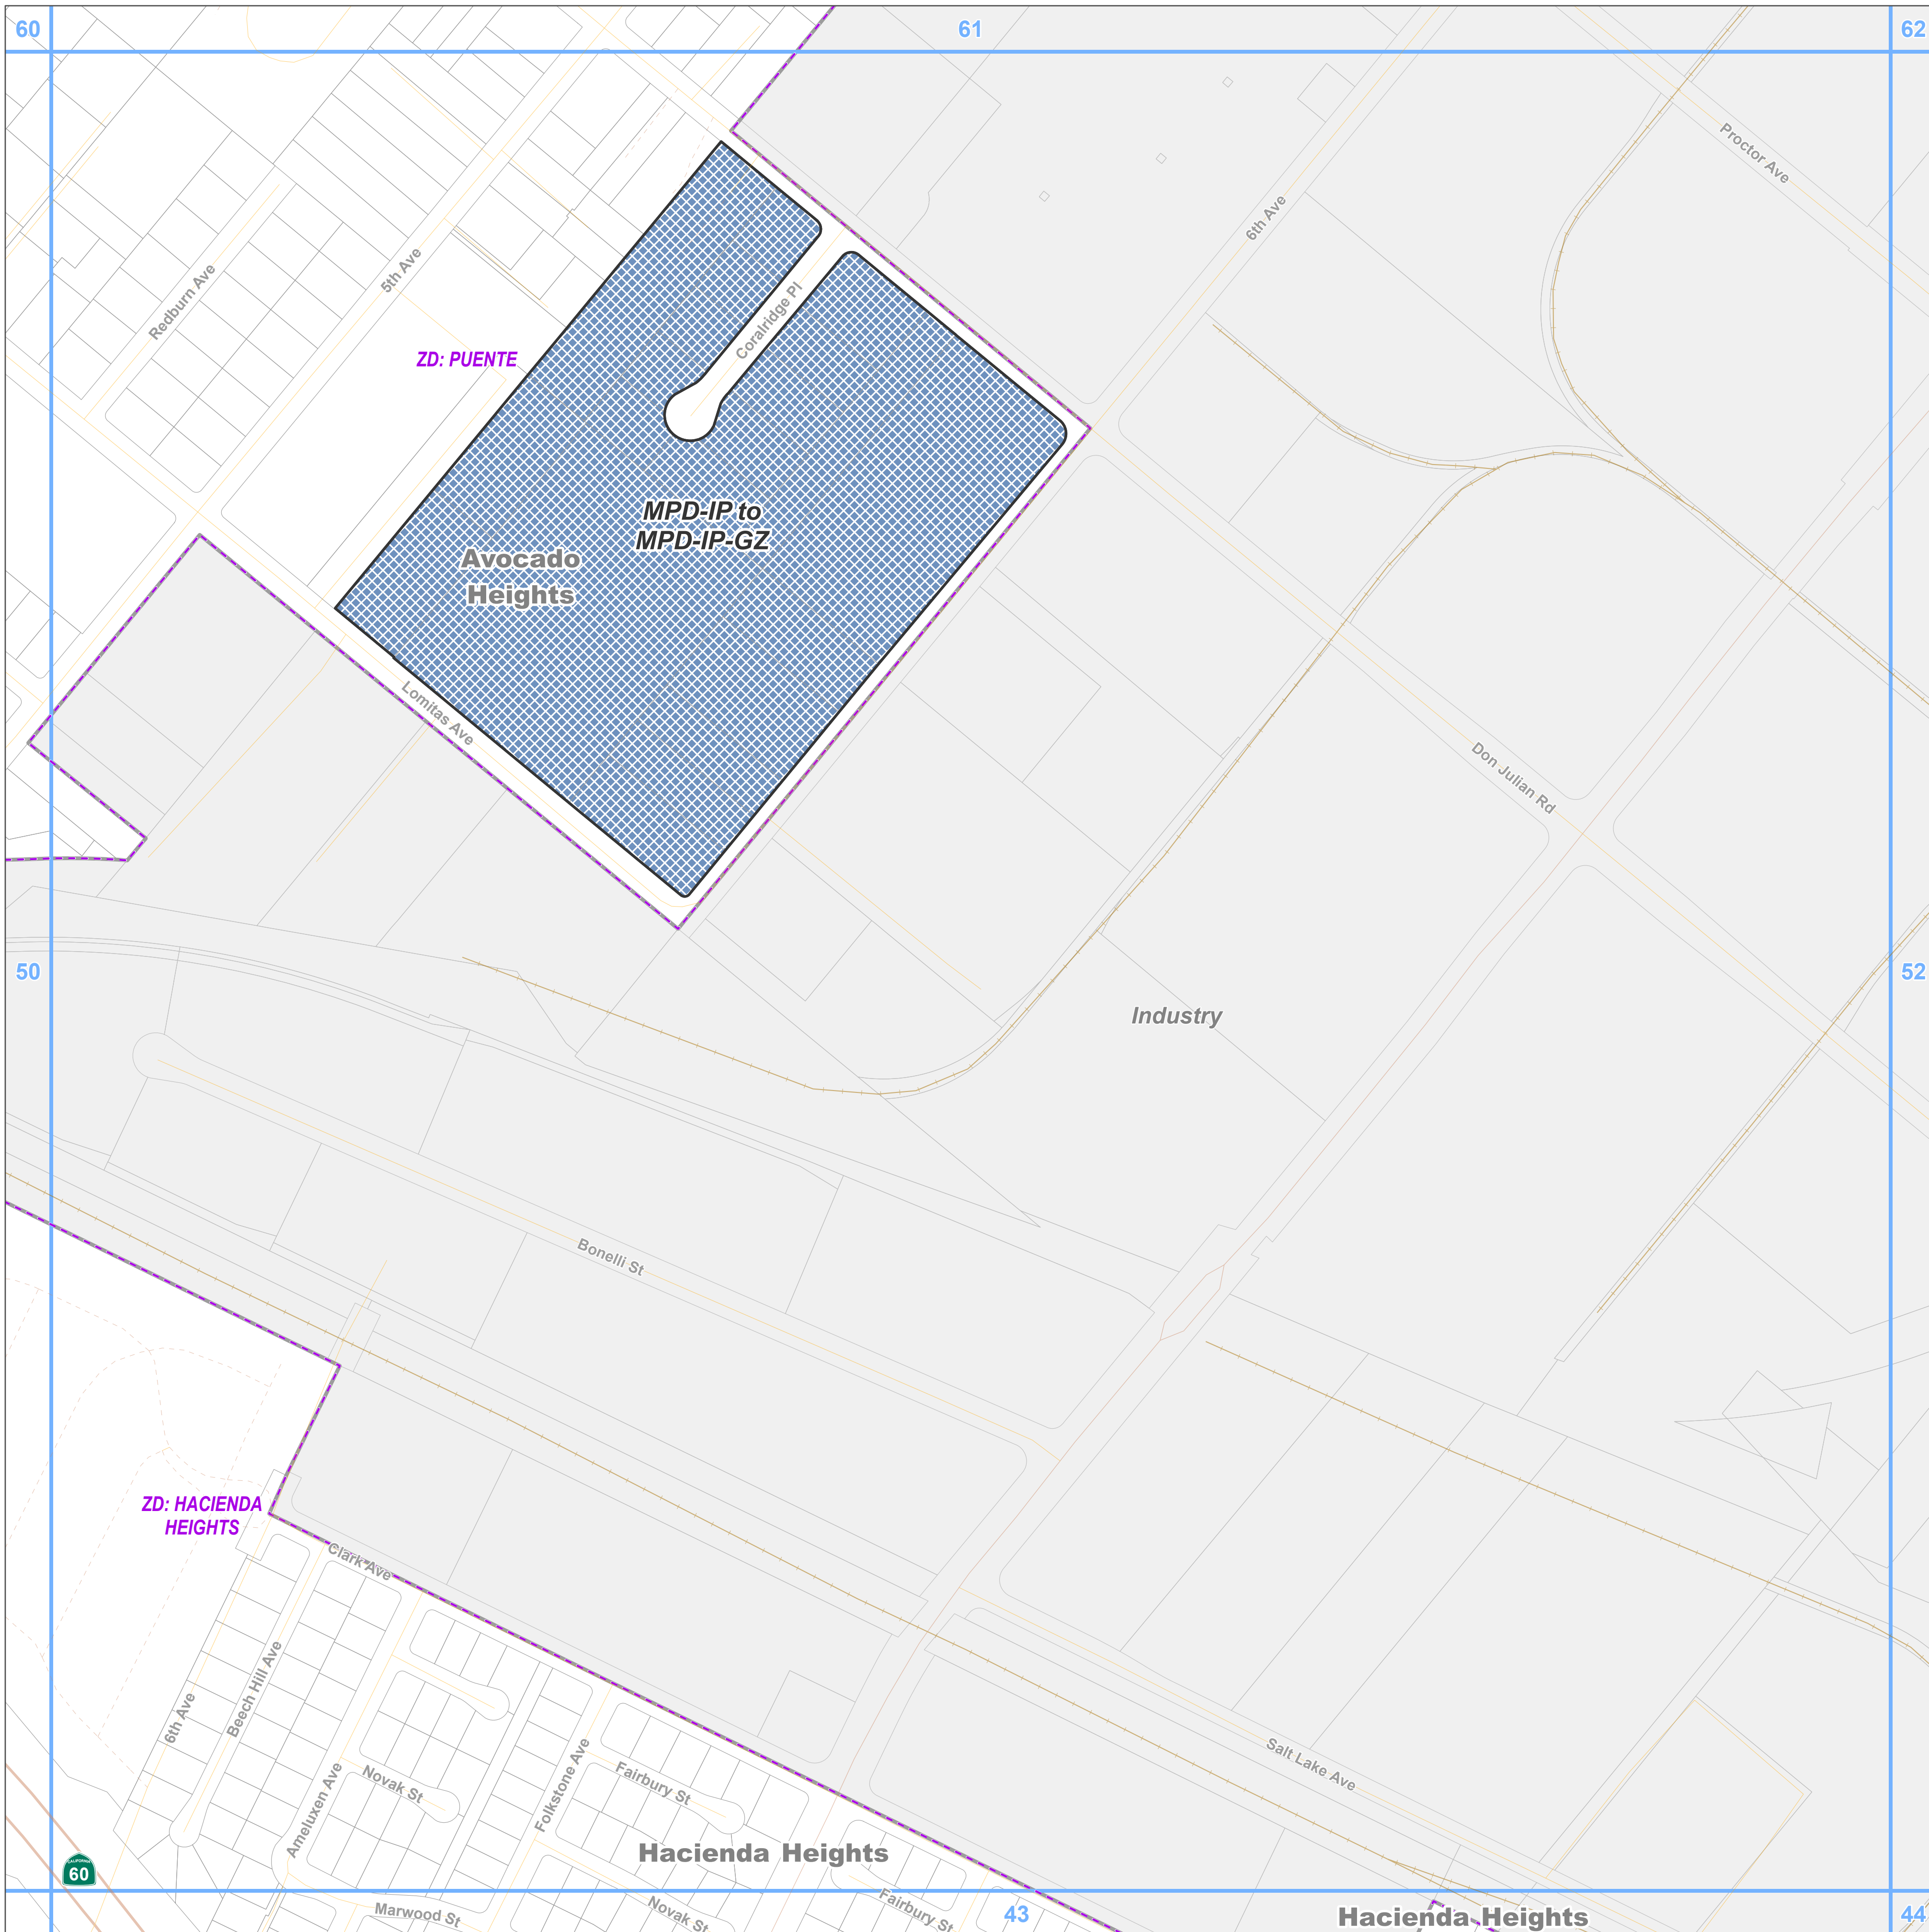 60
61
62
Proctor Ave
6th Ave
5th Ave
Redburn Ave
Coralridge Pl
ZD: PUENTE
MPD-IP to
MPD-IP-GZ
Avocado
Heights
Lomitas Ave
Don Julian Rd
50
52
Industry
Bonelli St
ZD: HACIENDA
HEIGHTS
Clark Ave
6th Ave
Beech Hill Ave
Ameluxen Ave
Novak St
Folkstone Ave
Fairbury St
Salt Lake Ave
Hacienda Heights
CALIFORNIA
60
Marwood St
Novak St
Fairbury St
43
Hacienda Heights
44